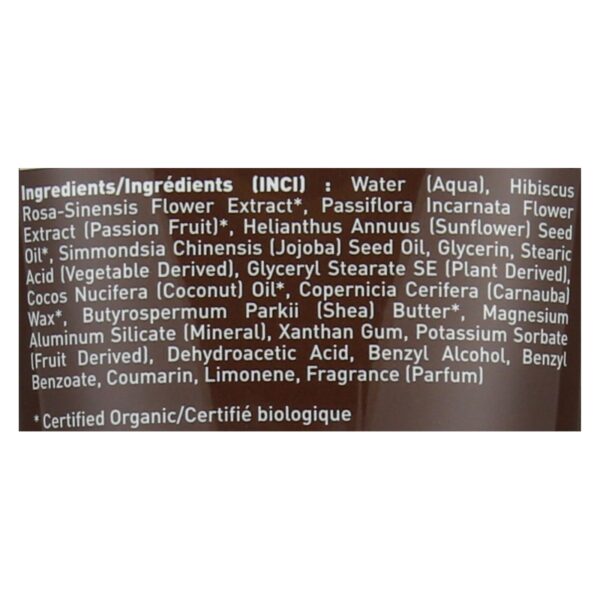 Ingredients/Ingrédients (INCI) : Water (Aqua), Hibiscus
Rosa-Sinensis Flower Extract*, Passiflora Incarnata Flower
Extract (Passion Fruit)*, Helianthus Annuus (Sunflower) Seed
Oil*, Simmondsia Chinensis (Jojoba) Seed Oil, Glycerin, Stearic
Acid (Vegetable Derived), Glyceryl Stearate SE (Plant Derived),
Cocos Nucifera (Coconut) Oil*, Copernicia Cerifera (Carnauba)
Wax*, Butyrospermum Parkii (Shea) Butter*, Magnesium
Aluminum Silicate (Mineral), Xanthan Gum, Potassium Sorbate
(Fruit Derived), Dehydroacetic Acid, Benzyl Alcohol, Benzyl
Benzoate, Coumarin, Limonene, Fragrance (Parfum)
*Certified Organic/Certifié biologique